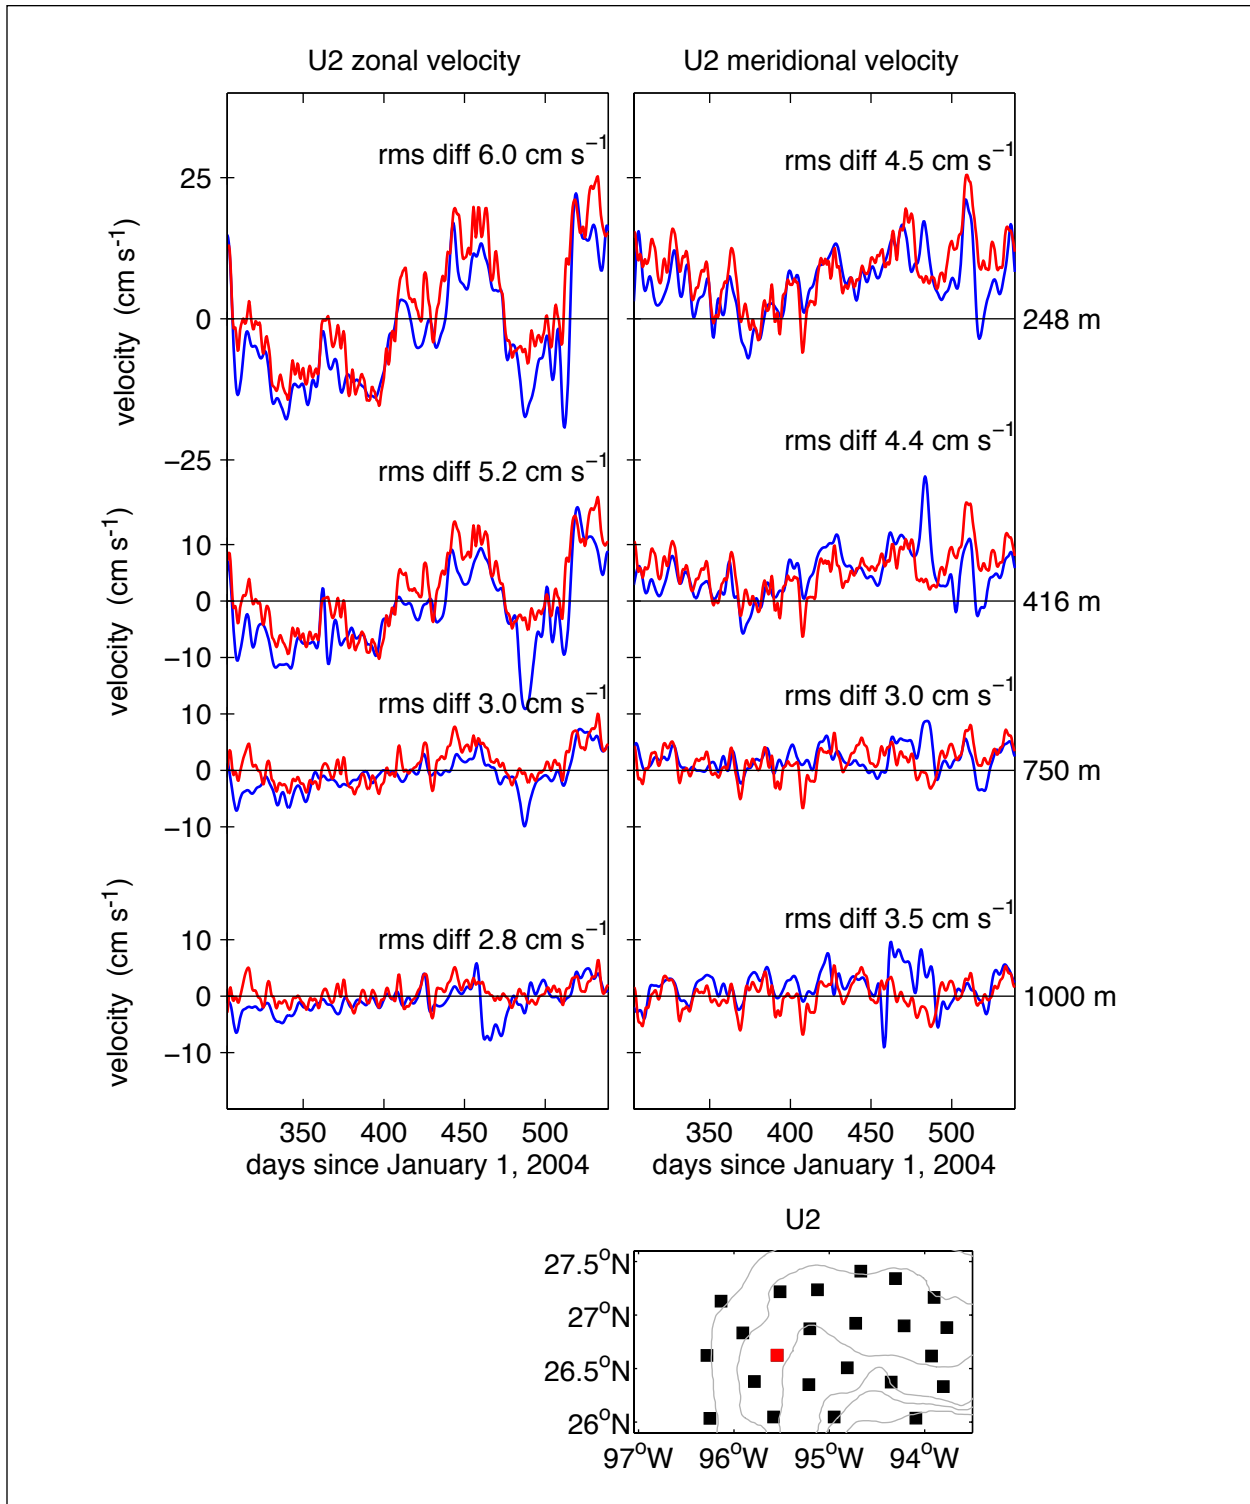 U2 zonal velocity U2 meridional velocity
rms diff 6.0 cm s⁻¹ rms diff 4.5 cm s⁻¹
25
velocity (cm s⁻¹)
0
248 m
−25
rms diff 5.2 cm s⁻¹ rms diff 4.4 cm s⁻¹
velocity (cm s⁻¹)
10
0
416 m
−10
rms diff 3.0 cm s⁻¹ rms diff 3.0 cm s⁻¹
10
0
750 m
−10
rms diff 2.8 cm s⁻¹ rms diff 3.5 cm s⁻¹
velocity (cm s⁻¹)
10
0
1000 m
−10
350 400 450 500 350 400 450 500
days since January 1, 2004 days since January 1, 2004
U2
27.5°N
27°N
26.5°N
26°N
97°W 96°W 95°W 94°W